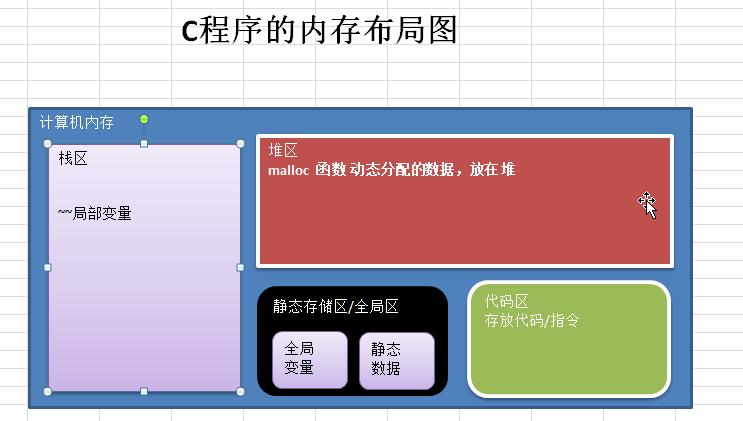 C程序的内存布局图
计算机内存
栈区
~~局部变量
堆区
malloc 函数 动态分配的数据，放在 堆
静态存储区/全局区
全局
变量
静态
数据
代码区
存放代码/指令